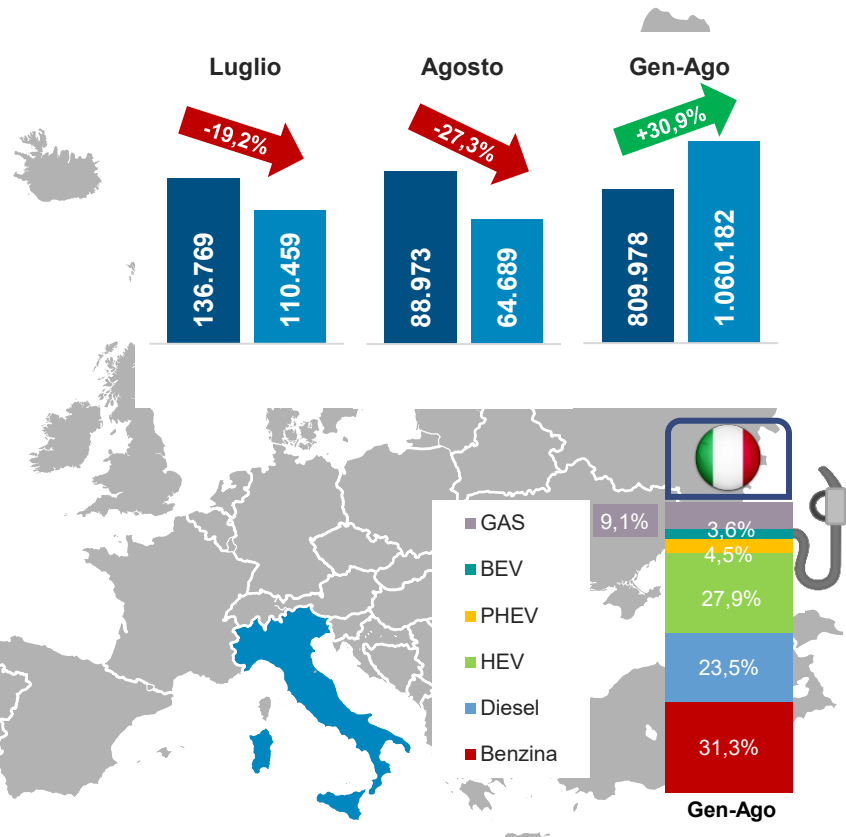 Luglio
Agosto
Gen-Ago
-19,2%
-27,3%
+30,9%
136.769
110.459
88.973
64.689
809.978
1.060.182
GAS
9,1%
3,6%
BEV
4,5%
PHEV
27,9%
HEV
23,5%
Diesel
31,3%
Benzina
Gen-Ago